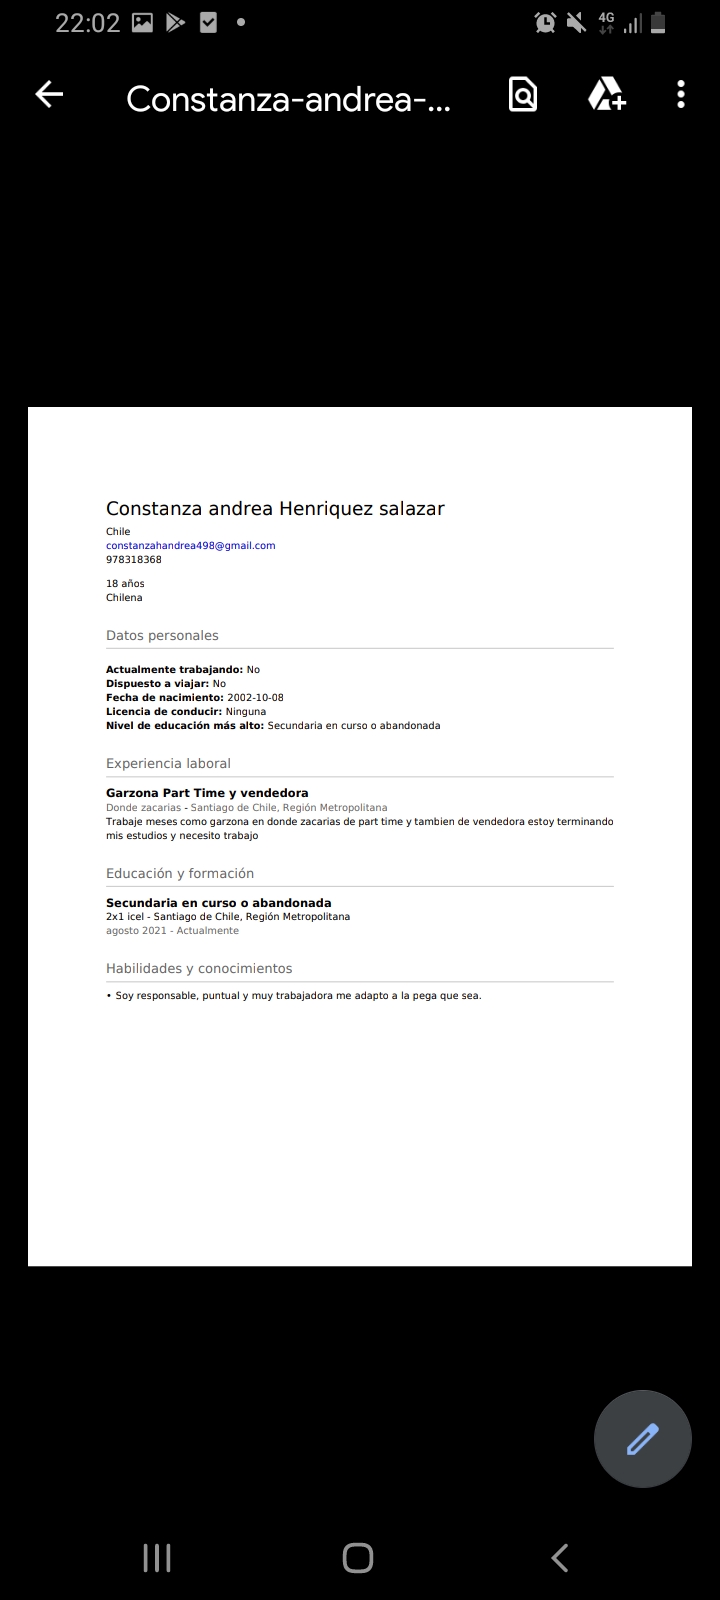 22:02
4G
Constanza-andrea-...
Constanza andrea Henriquez salazar
Chile
constanzahandrea498@gmail.com
978318368
18 años
Chilena
Datos personales
Actualmente trabajando: No
Dispuesto a viajar: No
Fecha de nacimiento: 2002-10-08
Licencia de conducir: Ninguna
Nivel de educación más alto: Secundaria en curso o abandonada
Experiencia laboral
Garzona Part Time y vendedora
Donde zacarias - Santiago de Chile, Región Metropolitana
Trabaje meses como garzona en donde zacarias de part time y tambien de vendedora estoy terminando
mis estudios y necesito trabajo
Educación y formación
Secundaria en curso o abandonada
2x1 icel - Santiago de Chile, Región Metropolitana
agosto 2021 - Actualmente
Habilidades y conocimientos
• Soy responsable, puntual y muy trabajadora me adapto a la pega que sea.